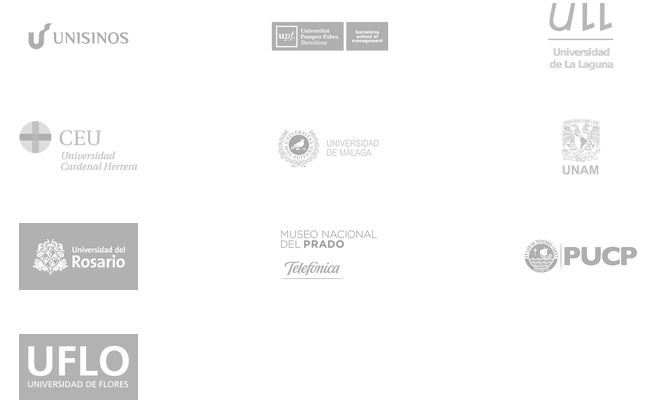 UNISINOS
upf.
Universitat
Pompeu Fabra
Barcelona
barcelona
school of
management
ULL
Universidad
de La Laguna
CEU
Universidad
Cardenal Herrera
UNIVERSIDAD
DE MÁLAGA
UNAM
Universidad del
Rosario
MUSEO NACIONAL
DEL PRADO
Telefónica
PUCP
UFLO
UNIVERSIDAD DE FLORES